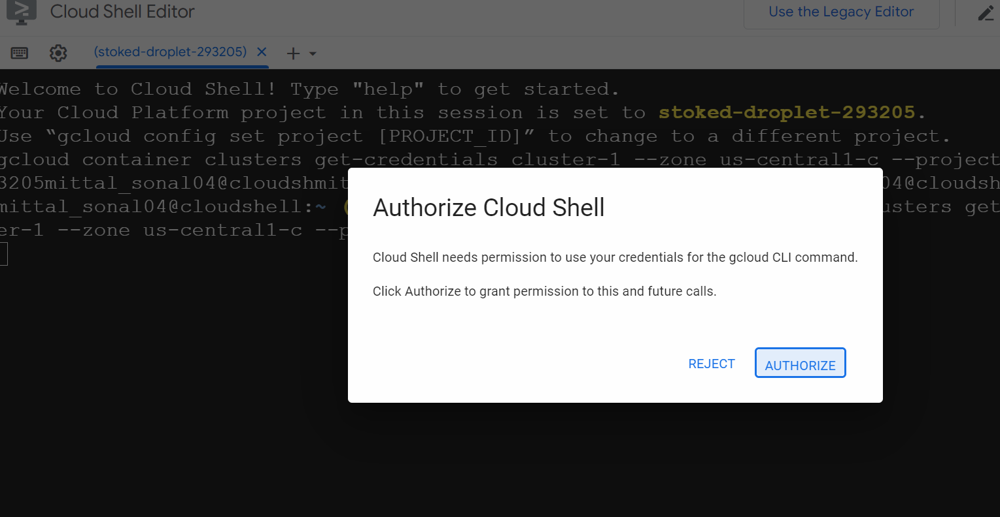 Cloud Shell Editor
Use the Legacy Editor
(stoked-droplet-293205)
Welcome to Cloud Shell! Type "help" to get started.
Your Cloud Platform project in this session is set to stoked-droplet-293205.
Use “gcloud config set project [PROJECT_ID]” to change to a different project.
gcloud container clusters get-credentials cluster-1 --zone us-central1-c --project
3205mittal_sonal04@cloudshmit 04@cloudsh
mittal_sonal04@cloudshell:~ ( usters get
er-1 --zone us-central1-c --p
Authorize Cloud Shell
Cloud Shell needs permission to use your credentials for the gcloud CLI command.
Click Authorize to grant permission to this and future calls.
REJECT
AUTHORIZE